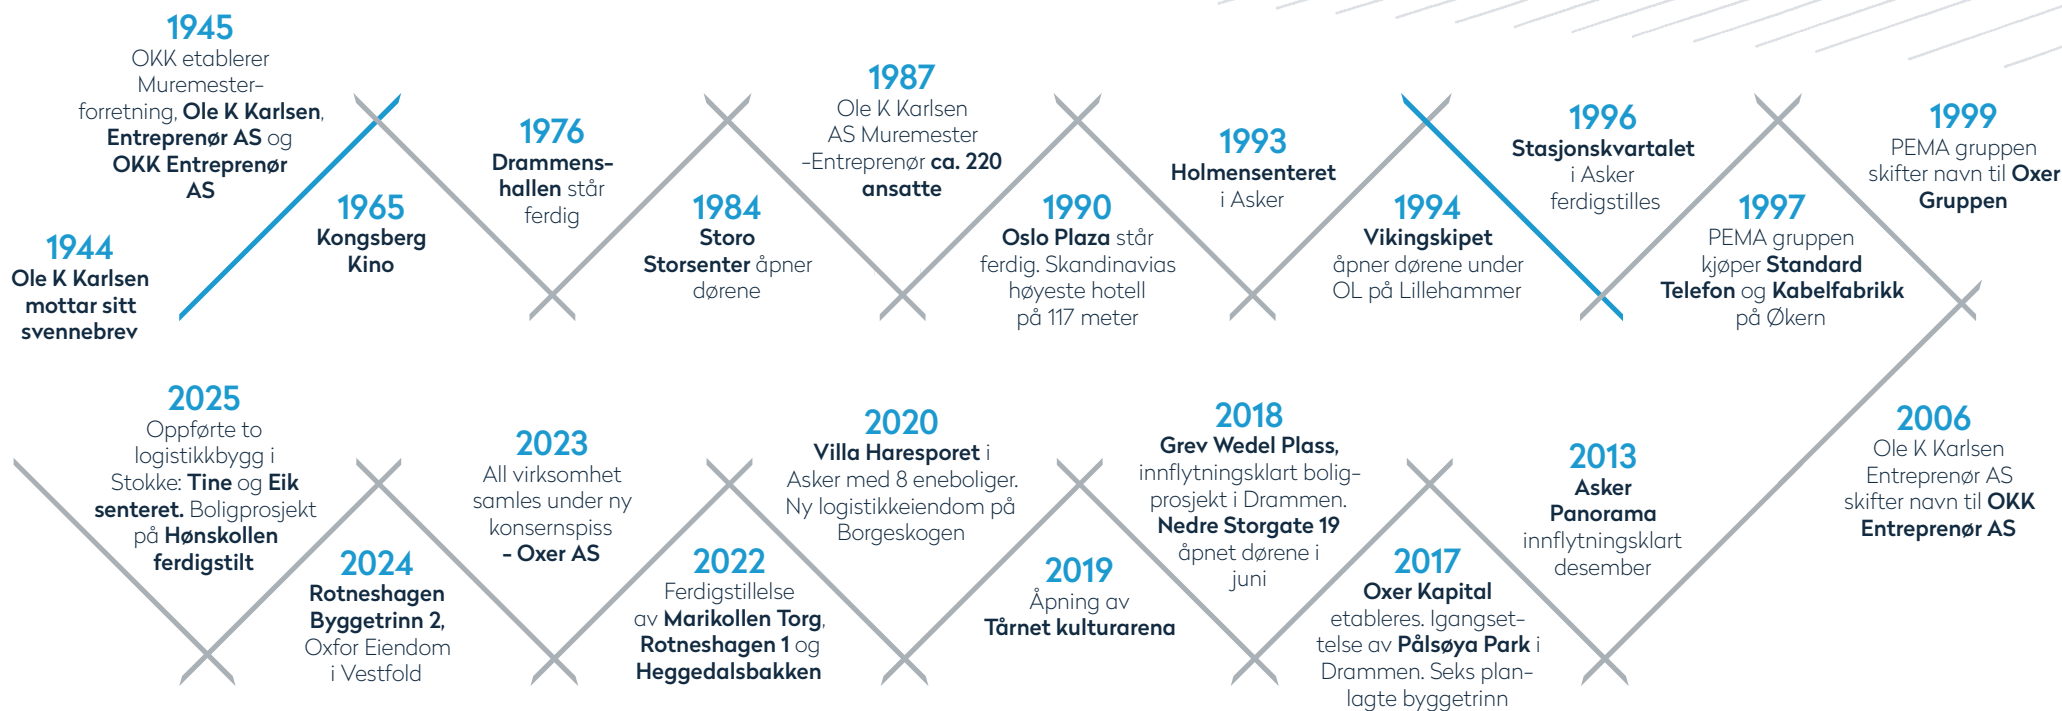 1944
Ole K Karlsen
mottar sitt
svennebrev
1945
OKK etablerer
Muremester-
forretning, Ole K Karlsen,
Entreprenør AS og
OKK Entreprenør
AS
1965
Kongsberg
Kino
1976
Drammens-
hallen står
ferdig
1984
Storo
Storsenter åpner
dørene
1987
Ole K Karlsen
AS Muremester
-Entreprenør ca. 220
ansatte
1990
Oslo Plaza står
ferdig. Skandinavias
høyeste hotell
på 117 meter
1993
Holmensenteret
i Asker
1994
Vikingskipet
åpner dørene under
OL på Lillehammer
1996
Stasjonskvartalet
i Asker
ferdigstilles
1997
PEMA gruppen
kjøper Standard
Telefon og Kabelfabrikk
på Økern
1999
PEMA gruppen
skifter navn til Oxer
Gruppen
2006
Ole K Karlsen
Entreprenør AS
skifter navn til OKK
Entreprenør AS
2013
Asker
Panorama
innflytningsklart
desember
2017
Oxer Kapital
etableres. Igangset-
telse av Pålsøya Park i
Drammen. Seks plan-
lagte byggetrinn
2018
Grev Wedel Plass,
innflytningsklart bolig-
prosjekt i Drammen.
Nedre Storgate 19
åpnet dørene i
juni
2019
Åpning av
Tårnet kulturarena
2020
Villa Haresporet i
Asker med 8 eneboliger.
Ny logistikkeiendom på
Borgeskogen
2022
Ferdigstillelse
av Marikollen Torg,
Rotneshagen 1 og
Heggedalsbakken
2023
All virksomhet
samles under ny
konsernspiss
- Oxer AS
2024
Rotneshagen
Byggetrinn 2,
Oxfor Eiendom
i Vestfold
2025
Oppførte to
logistikkbygg i
Stokke: Tine og Eik
senteret. Boligprosjekt
på Hønskollen
ferdigstilt